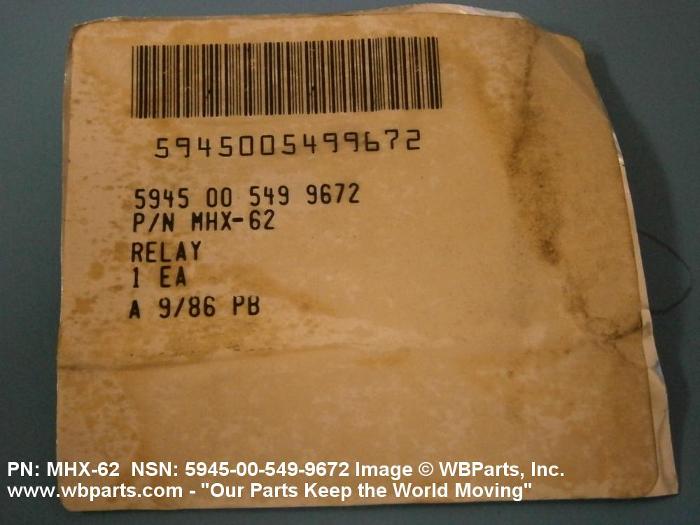 5945005499672
5945 00 549 9672
P/N MHX-62
RELAY
1 EA
A 9/86 PB
PN: MHX-62 NSN: 5945-00-549-9672 Image © WBParts, Inc.
www.wbparts.com - "Our Parts Keep the World Moving"